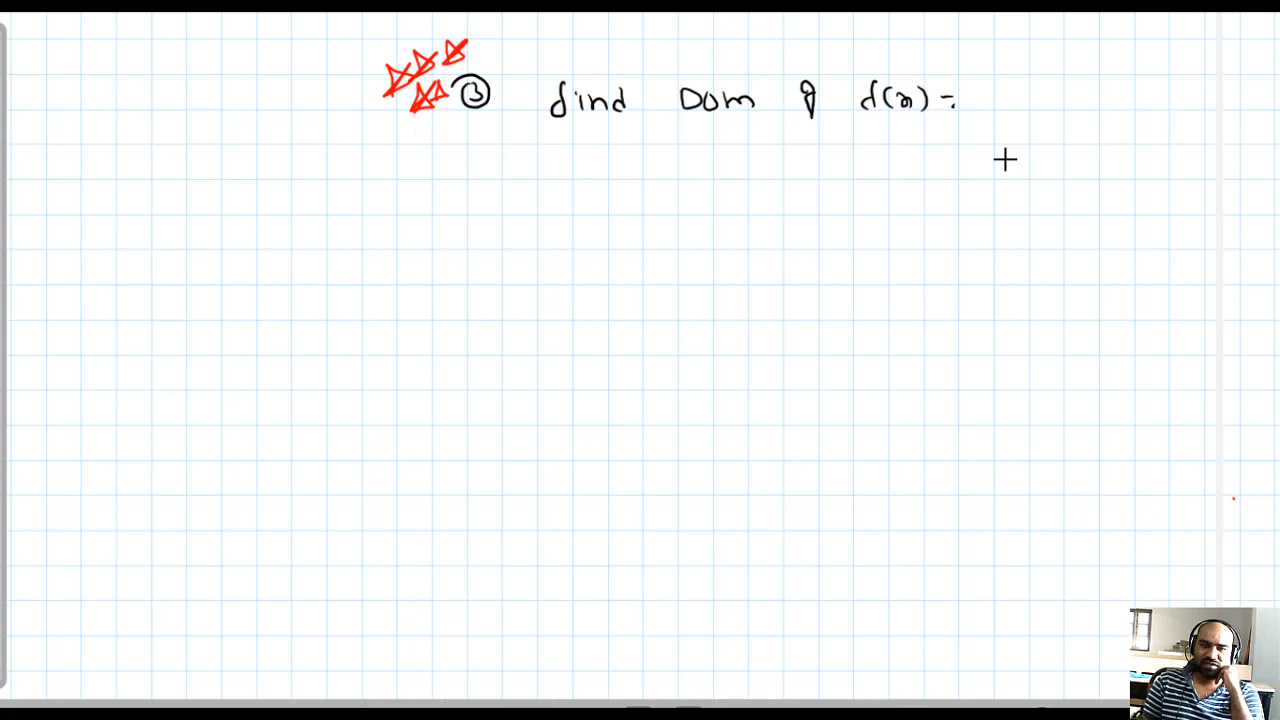 ③ find Dom of f(x) =